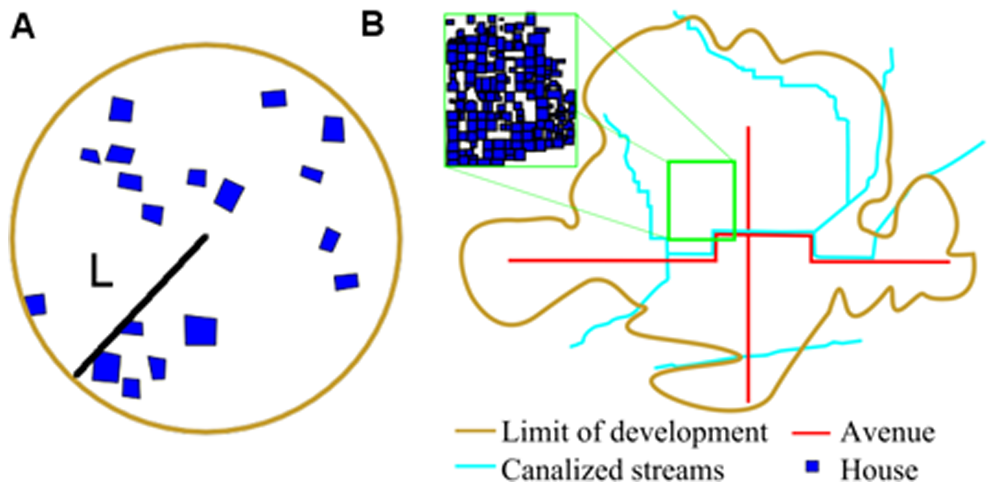 A
B
L
Limit of development
Avenue
Canalized streams
House